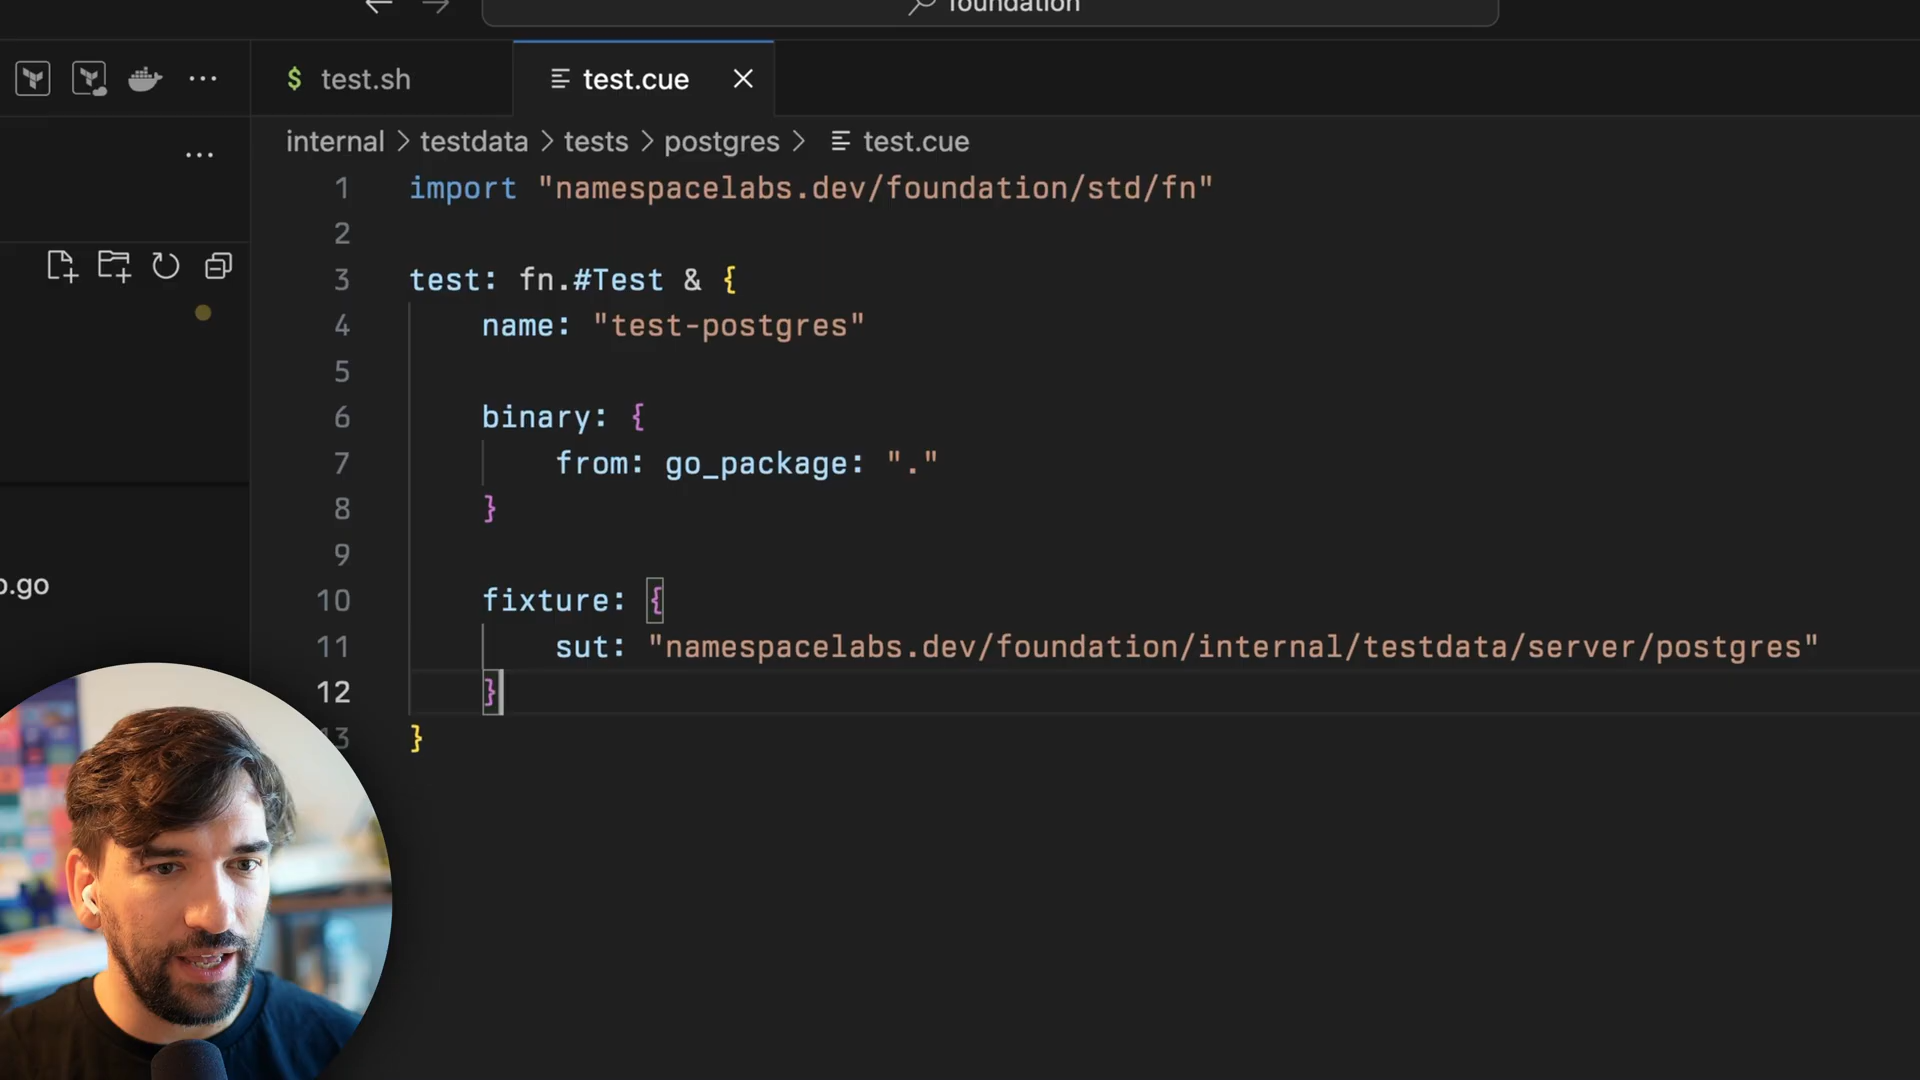 foundation
$ test.sh
test.cue
internal > testdata > tests > postgres > test.cue
1 import "namespacelabs.dev/foundation/std/fn"
2
3 test: fn.#Test & {
4 name: "test-postgres"
5
6 binary: {
7 from: go_package: "."
8 }
9
10 fixture: {
11 sut: "namespacelabs.dev/foundation/internal/testdata/server/postgres"
12 }
13 }
.go